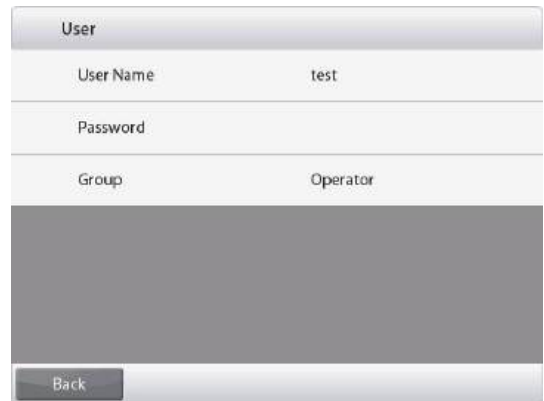 User
User Name test
Password
Group Operator
Back